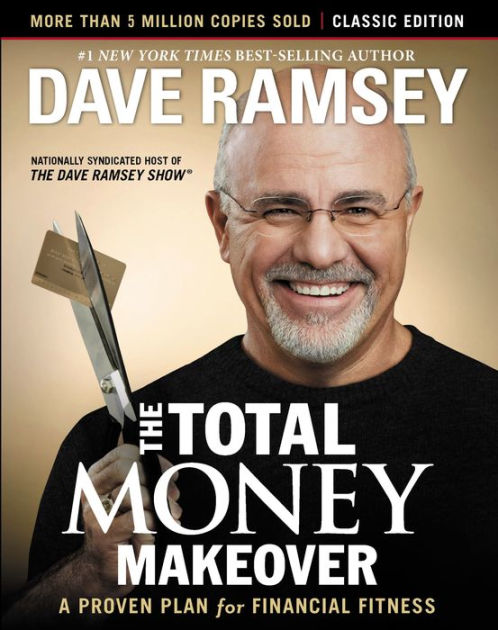 MORE THAN 5 MILLION COPIES SOLD | CLASSIC EDITION
#1 NEW YORK TIMES BEST-SELLING AUTHOR
DAVE RAMSEY
NATIONALLY SYNDICATED HOST OF
THE DAVE RAMSEY SHOW®
THE TOTAL
MONEY
MAKEOVER
A PROVEN PLAN for FINANCIAL FITNESS